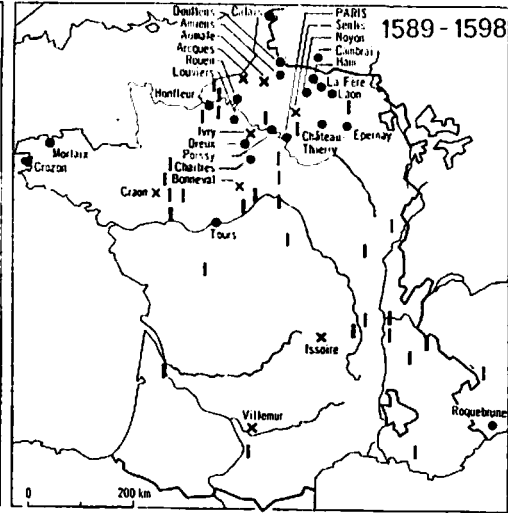 Doullens
Amiens
Aumale
Arcques
Rouen
Louviers
Calais
PARIS
Senlis
Noyon
Cambrai
Ham
1589-1598
La Fère
Laon
Honfleur
Ivry
Dreux
Poissy
Chartres
Bonneval
Château-
Thierry
Epernay
Morlaix
Crozon
Craon
Tours
Issoire
Villemur
Roquebrune
0 200 km